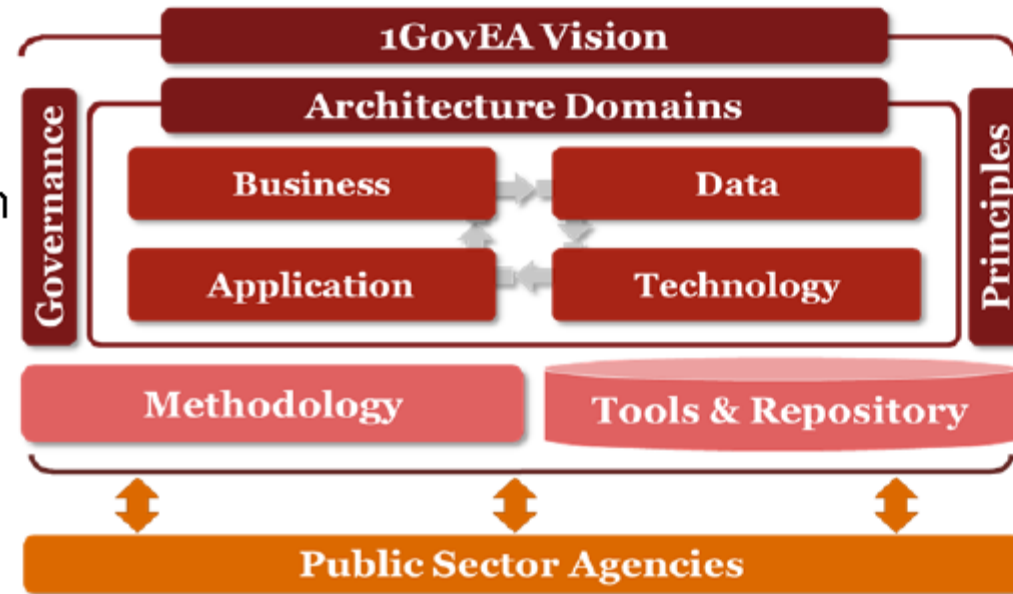 1GovEA Vision
Architecture Domains
Governance
Business
Data
Principles
Application
Technology
Methodology
Tools & Repository
Public Sector Agencies